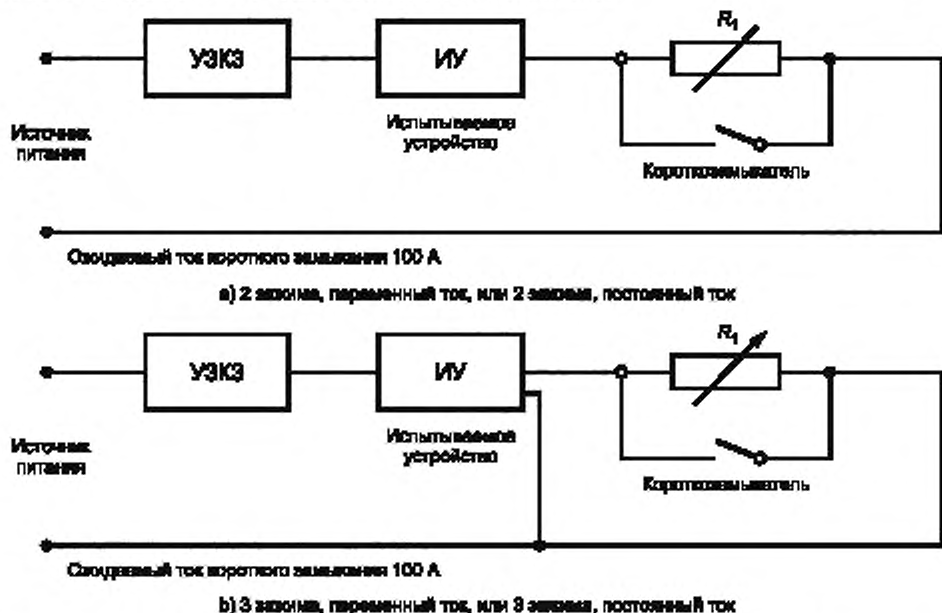 R1
УЗКЗ
ИУ
Источник
питания
Испытываемое
устройство
Короткозамыкатель
Ожидаемый ток короткого замыкания 100 А
a) 2 зажима, переменный ток, или 2 зажима, постоянный ток
R1
УЗКЗ
ИУ
Источник
питания
Испытываемое
устройство
Короткозамыкатель
Ожидаемый ток короткого замыкания 100 А
b) 3 зажима, переменный ток, или 3 зажима, постоянный ток